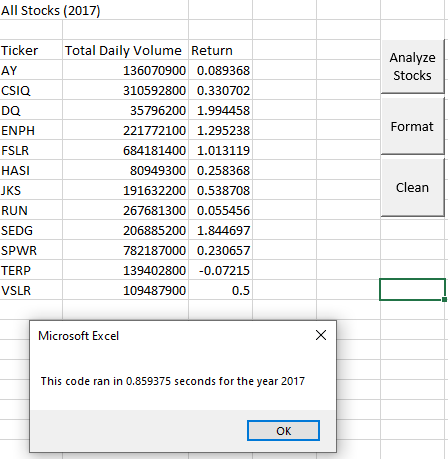 All Stocks (2017)
Ticker Total Daily Volume Return
AY 136070900 0.089368
CSIQ 310592800 0.330702
DQ 35796200 1.994458
ENPH 221772100 1.295238
FSLR 684181400 1.013119
HASI 80949300 0.258368
JKS 191632200 0.538708
RUN 267681300 0.055456
SEDG 206885200 1.844697
SPWR 782187000 0.230657
TERP 139402800 -0.07215
VSLR 109487900 0.5
Analyze
Stocks
Format
Clean
Microsoft Excel
This code ran in 0.859375 seconds for the year 2017
OK